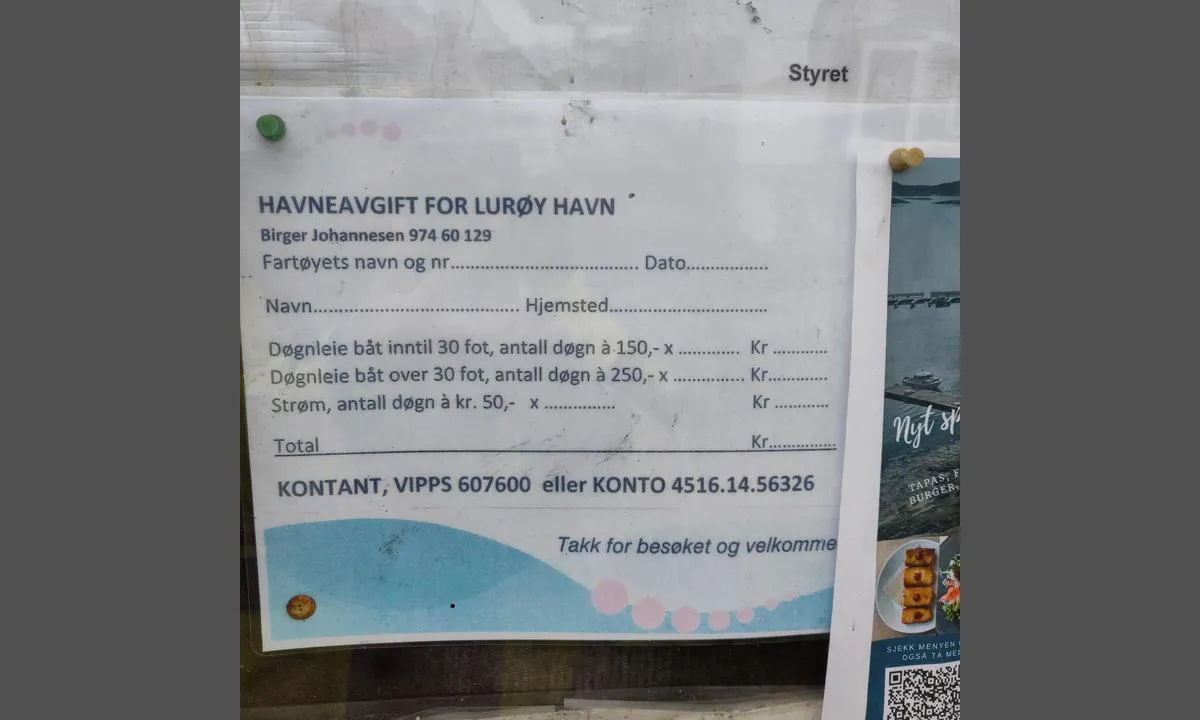 Styret
HAVNEAVGIFT FOR LURØY HAVN
Birger Johannesen 974 60 129
Fartøyets navn og nr.................................... Dato................
Navn....................................... Hjemsted..............................
Døgnleie båt inntil 30 fot, antall døgn à 150,- x ............. Kr ...........
Døgnleie båt over 30 fot, antall døgn à 250,- x ............... Kr............
Strøm, antall døgn à kr. 50,- x ............... Kr ...........
Total Kr..............
KONTANT, VIPPS 607600 eller KONTO 4516.14.56326
Takk for besøket og velkomme
Nyt sp
TAPAS, F
BURGER,
SJEKK MENYEN
OGSÅ TA ME